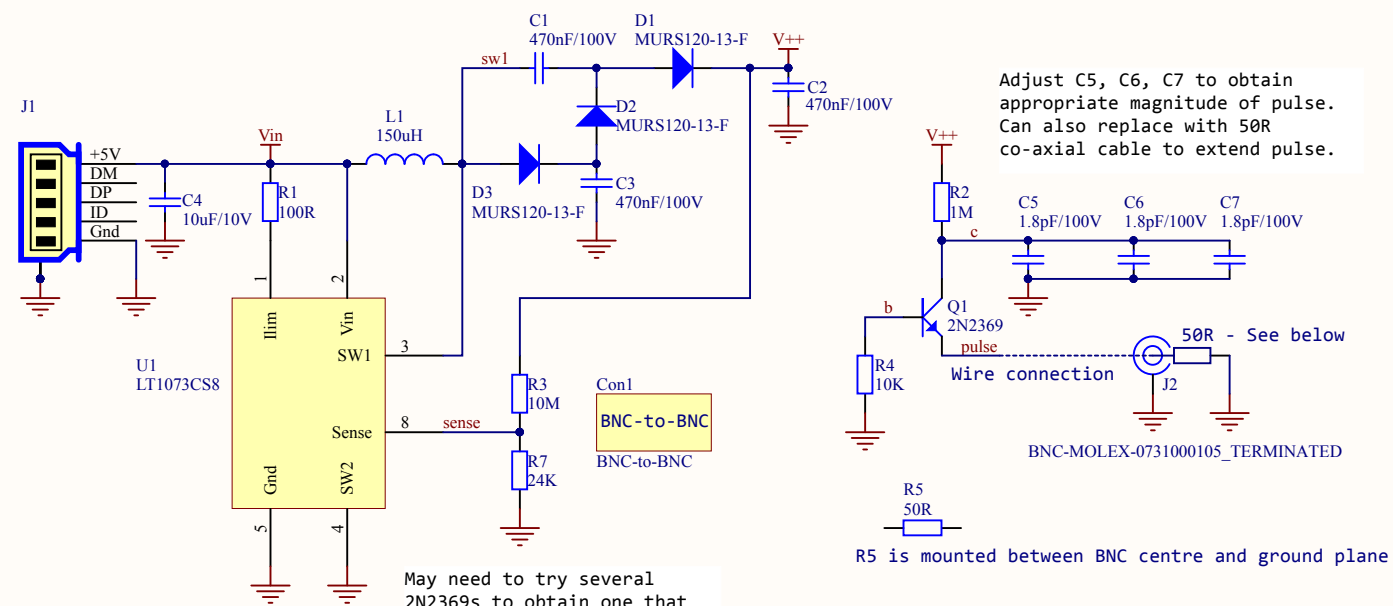 C1
470nF/100V
D1
MURS120-13-F
V++
sw1
C2
470nF/100V
Adjust C5, C6, C7 to obtain
appropriate magnitude of pulse.
Can also replace with 50R
co-axial cable to extend pulse.
J1
+5V
DM
DP
ID
Gnd
Vin
L1
150uH
D2
MURS120-13-F
C4
10uF/10V
R1
100R
D3
MURS120-13-F
C3
470nF/100V
V++
R2
1M
c
C5
1.8pF/100V
C6
1.8pF/100V
C7
1.8pF/100V
1
2
Ilim
Vin
SW1
3
U1
LT1073CS8
Sense
8
sense
Gnd
SW2
5
4
R3
10M
R7
24K
Con1
BNC-to-BNC
BNC-to-BNC
b
Q1
2N2369
pulse
R4
10K
Wire connection
50R - See below
J2
BNC-MOLEX-0731000105_TERMINATED
R5
50R
R5 is mounted between BNC centre and ground plane
May need to try several
2N2369s to obtain one that